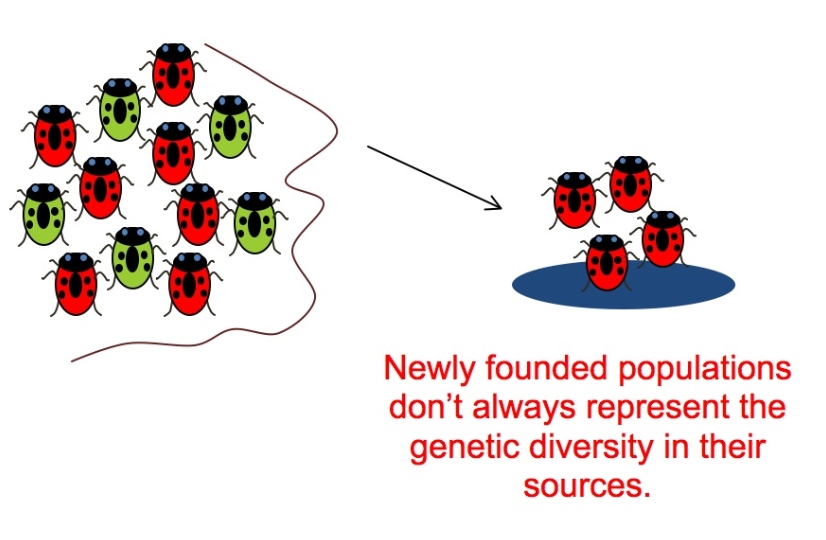 Newly founded populations
don’t always represent the
genetic diversity in their
sources.